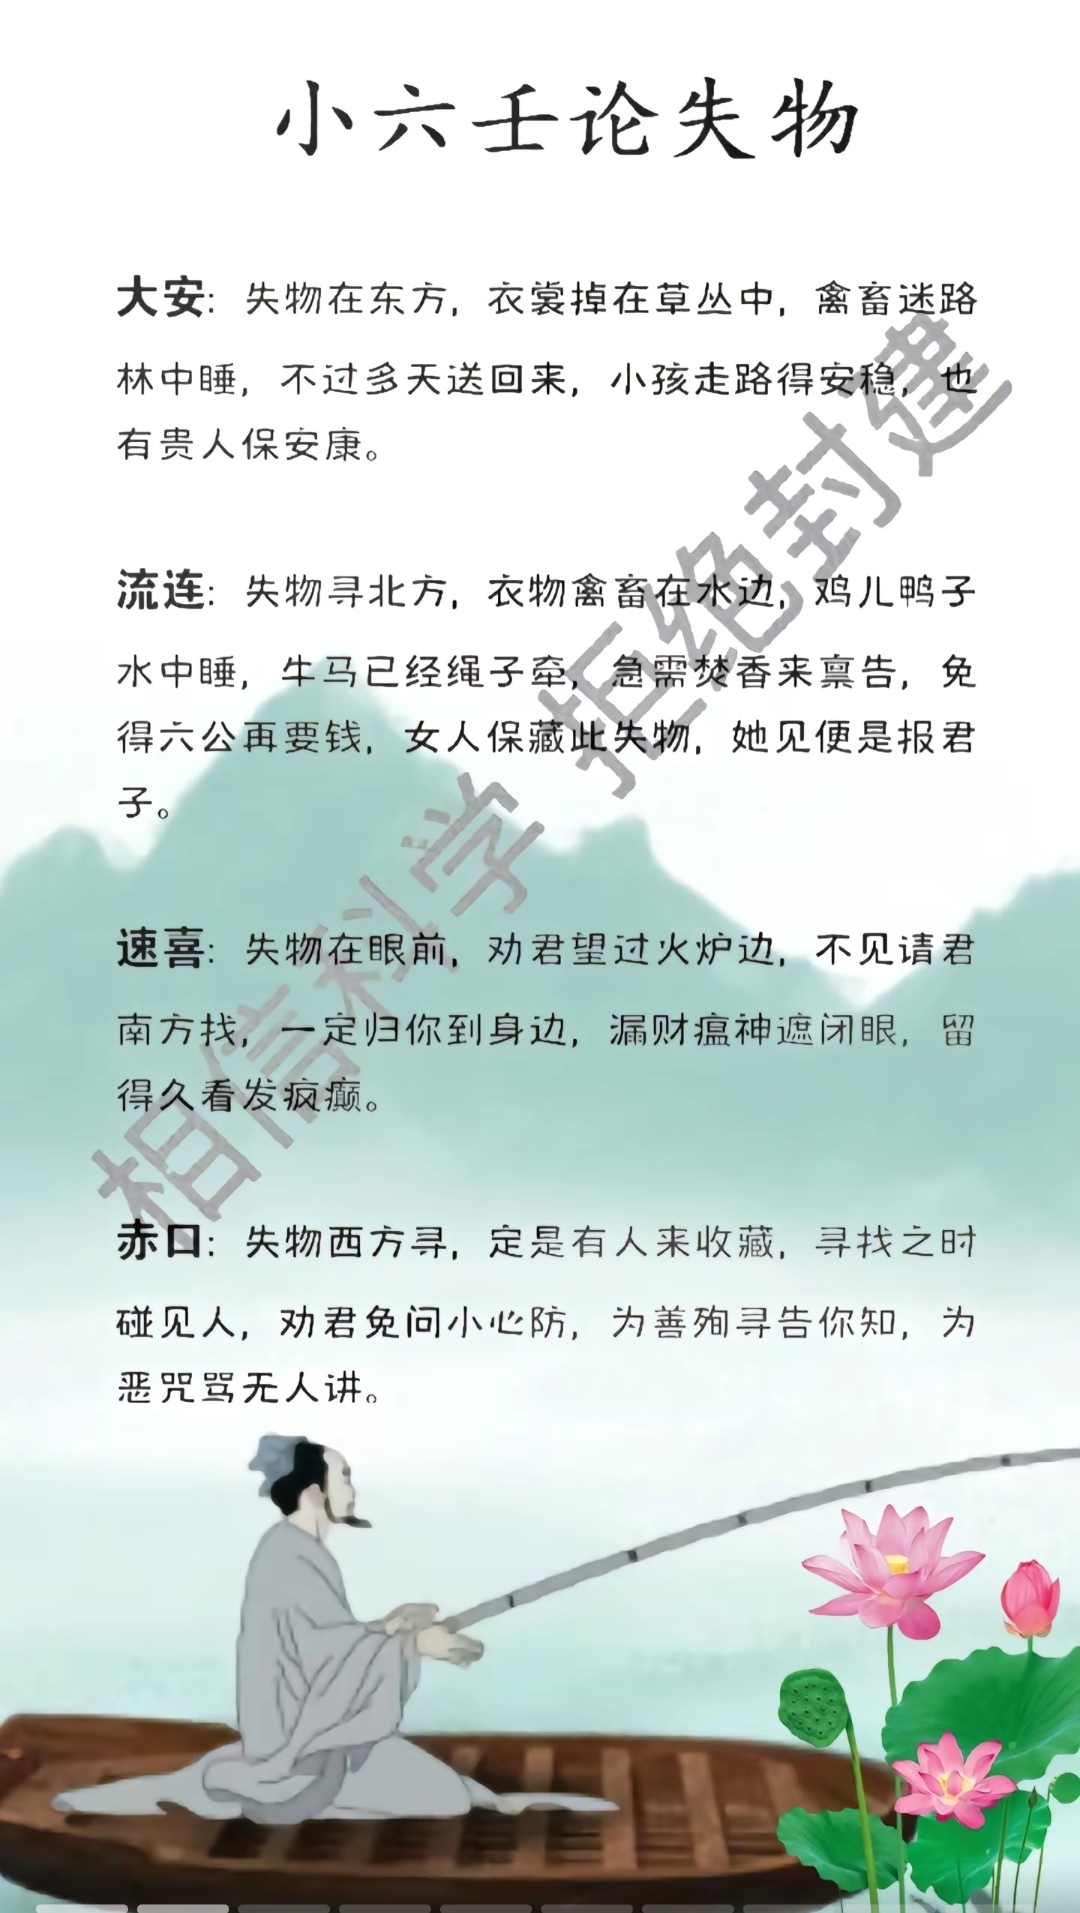 小六壬论失物
大安：失物在东方，衣裳掉在草丛中，禽畜迷路
林中睡，不过多天送回来，小孩走路得安稳，也
有贵人保安康。
流连：失物寻北方，衣物禽畜在水边，鸡儿鸭子
水中睡，牛马已经绳子牵，急需焚香来禀告，免
得六公再要钱，女人保藏此失物，她见便是报君
子。
速喜：失物在眼前，劝君望过火炉边，不见请君
南方找，一定归你到身边，漏财瘟神遮闭眼，留
得久看发疯癫。
赤口：失物西方寻，定是有人来收藏，寻找之时
碰见人，劝君免问小心防，为善殉寻告你知，为
恶咒骂无人讲。
相信科学 拒绝封建